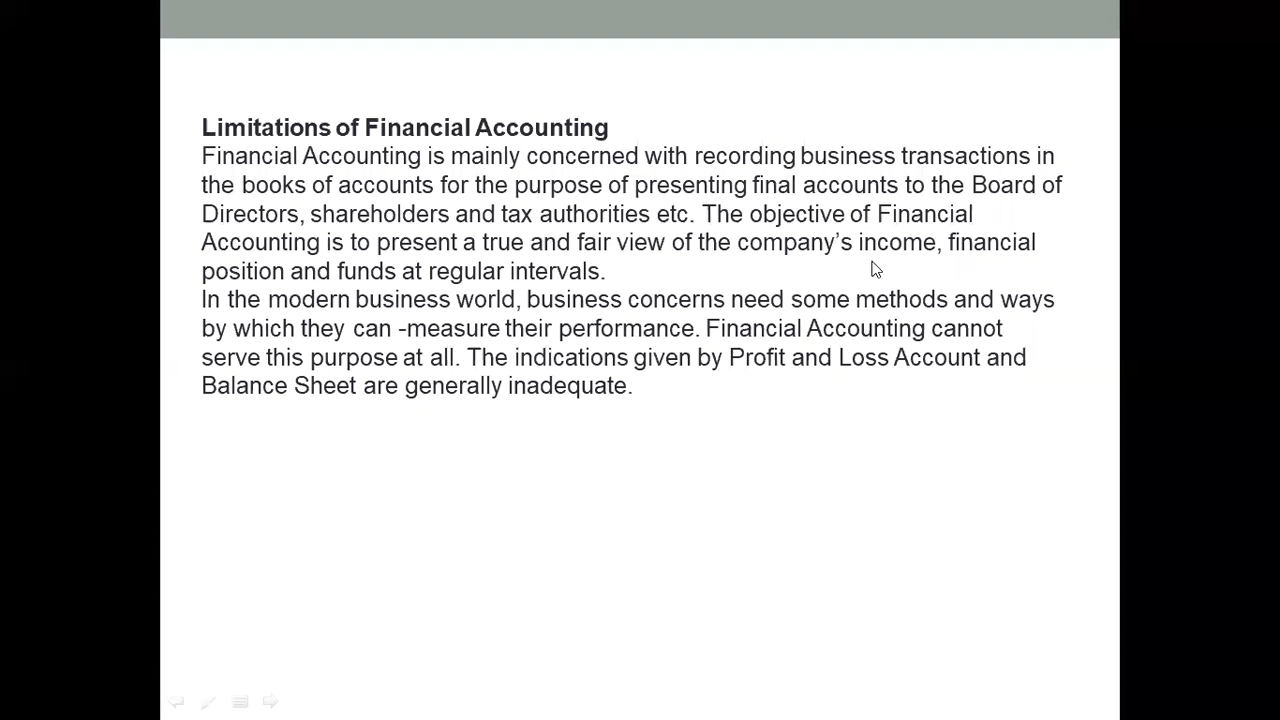 Limitations of Financial Accounting
Financial Accounting is mainly concerned with recording business transactions in
the books of accounts for the purpose of presenting final accounts to the Board of
Directors, shareholders and tax authorities etc. The objective of Financial
Accounting is to present a true and fair view of the company’s income, financial
position and funds at regular intervals.
In the modern business world, business concerns need some methods and ways
by which they can -measure their performance. Financial Accounting cannot
serve this purpose at all. The indications given by Profit and Loss Account and
Balance Sheet are generally inadequate.